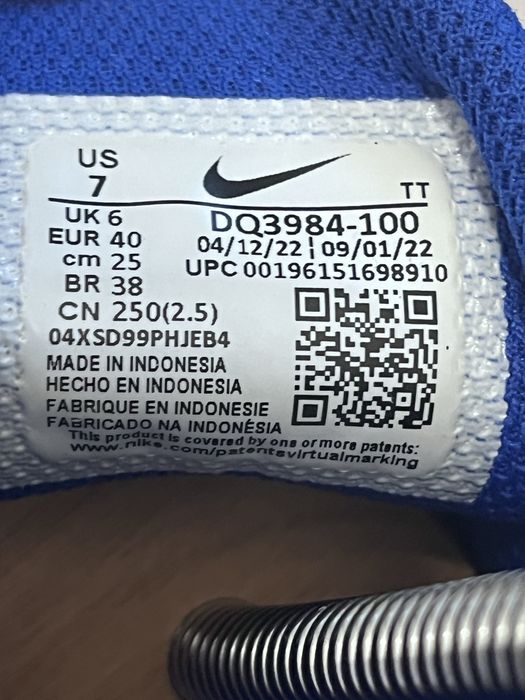 US
7
TT
UK 6
DQ3984-100
EUR 40
04/12/22 | 09/01/22
cm 25
UPC 00196151698910
BR 38
CN 250(2.5)
04XSD99PHJEB4
MADE IN INDONESIA
HECHO EN INDONESIA
FABRIQUE EN INDONESIE
FABRICADO NA INDONÉSIA
This product is covered by one or more patents:
www.nike.com/patentsvirtualmarking